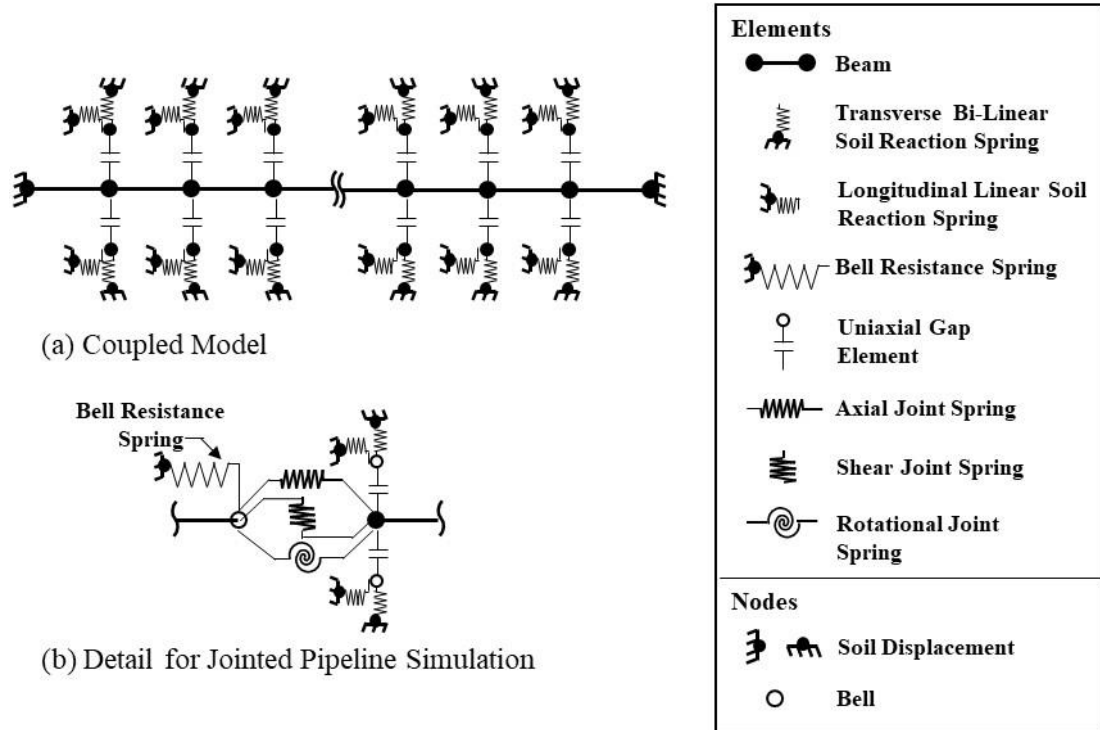 (a) Coupled Model
Bell Resistance
Spring
(b) Detail for Jointed Pipeline Simulation
Elements
Beam
Transverse Bi-Linear
Soil Reaction Spring
Longitudinal Linear Soil
Reaction Spring
Bell Resistance Spring
Uniaxial Gap
Element
Axial Joint Spring
Shear Joint Spring
Rotational Joint
Spring
Nodes
Soil Displacement
Bell